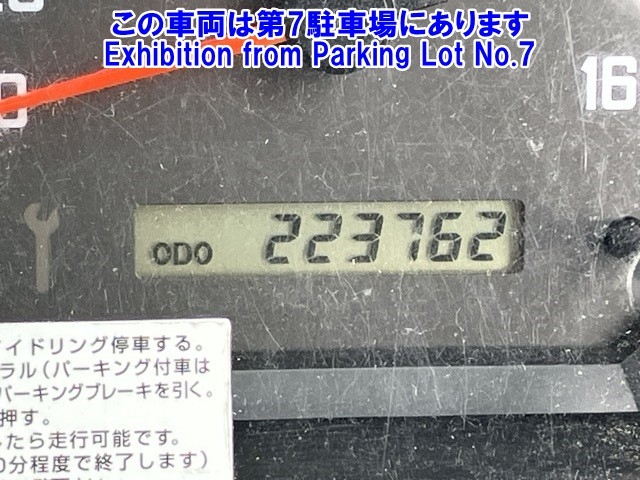 この車両は第7駐車場にあります
Exhibition from Parking Lot No.7
0
16
ODO 223762
イドリング停車する。
ラル(パーキング付車は
パーキングブレーキを引く。
押す。
たら走行可能です。
0分程度で終了します)